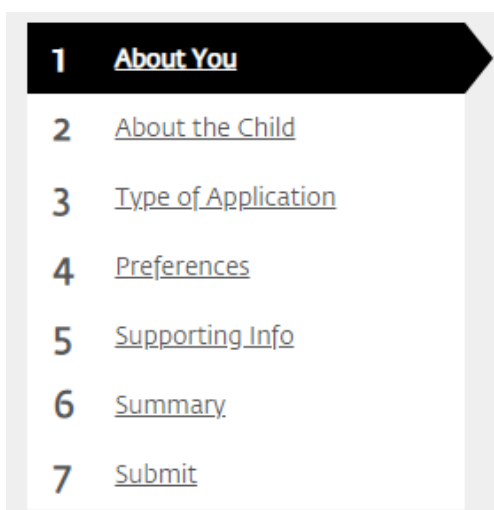 1 About You
2 About the Child
3 Type of Application
4 Preferences
5 Supporting Info
6 Summary
7 Submit